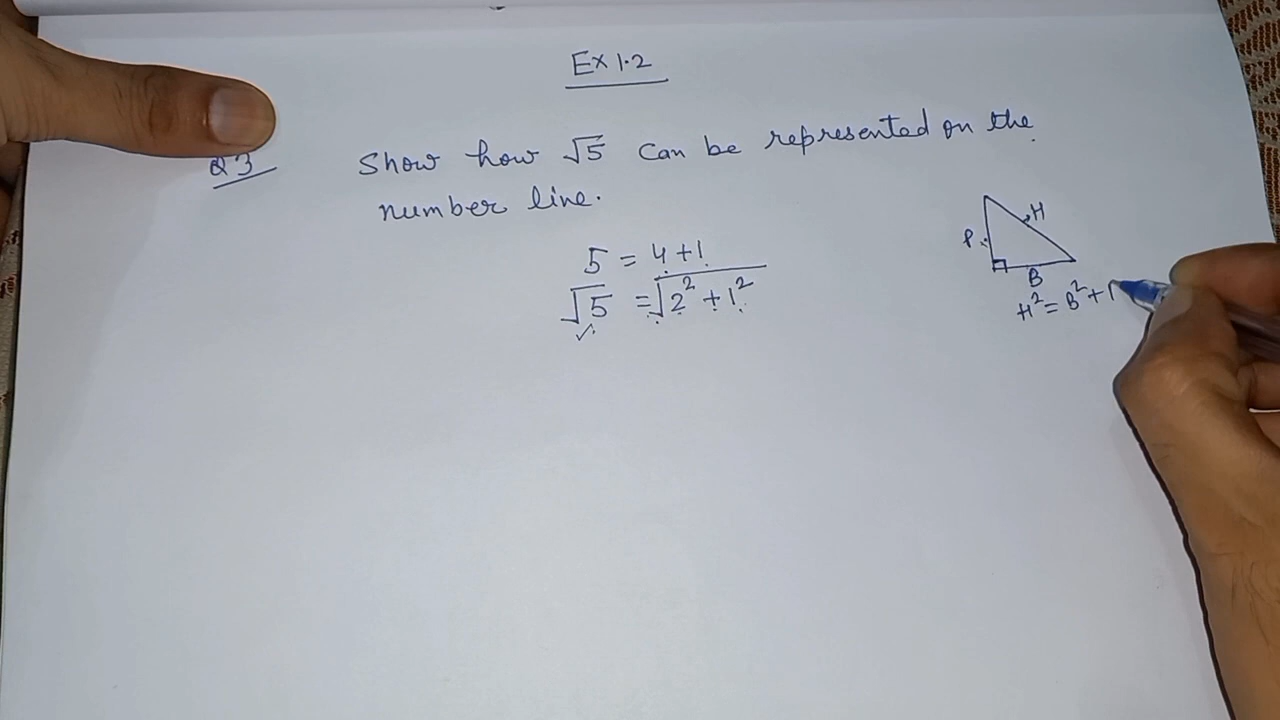 Ex 1.2
Q3 Show how √5 can be represented on the
number line.
5 = 4+1
√5 = √2² + 1²
P H
B
H² = B² +